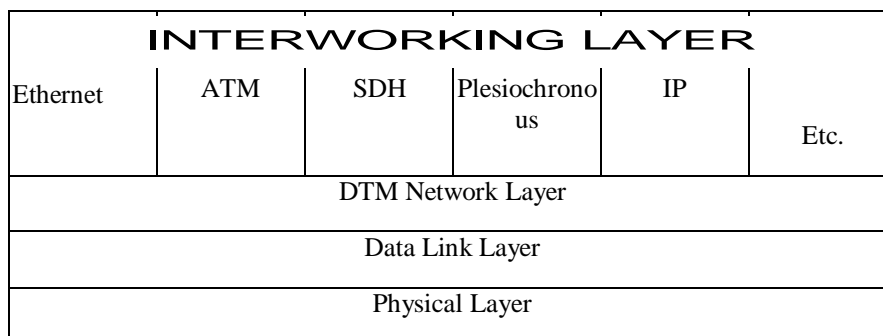 INTERWORKING LAYER
Ethernet
ATM
SDH
Plesiochrono
us
IP
Etc.
DTM Network Layer
Data Link Layer
Physical Layer